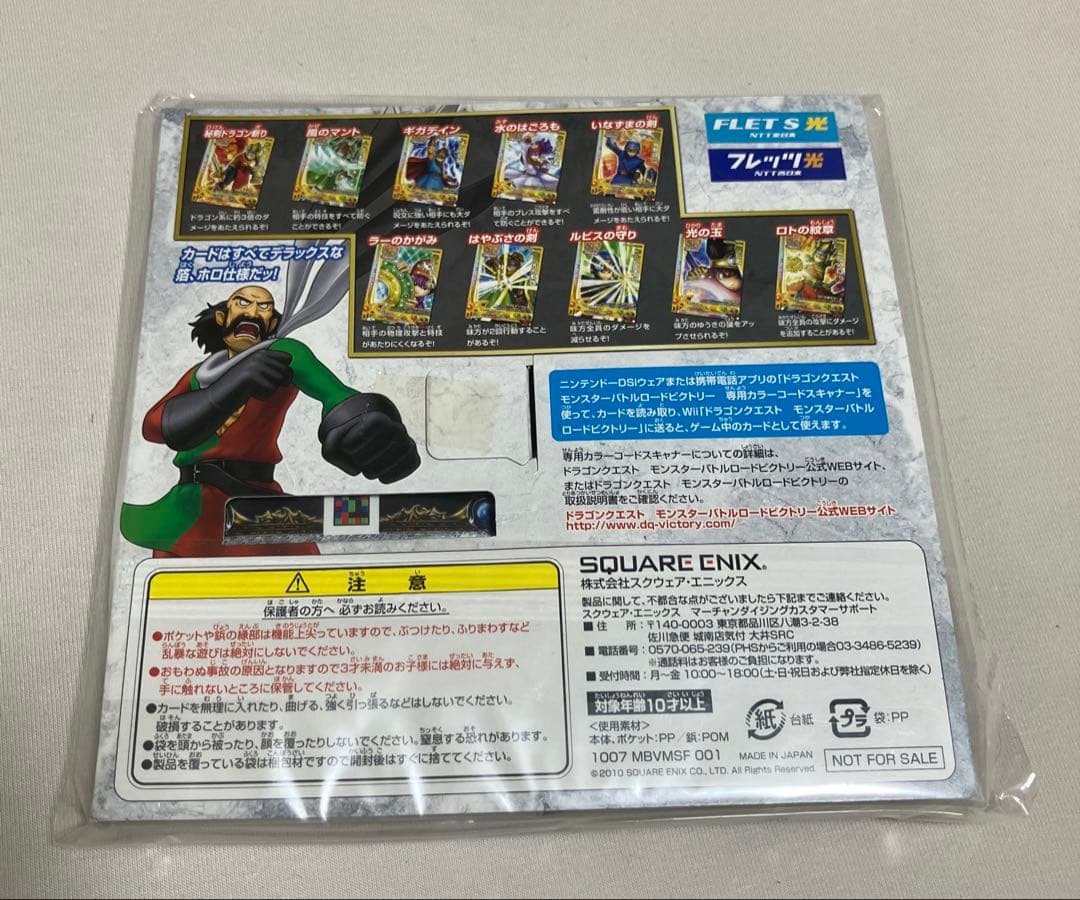 FLET'S 光
NTT東日本
フレッツ光
NTT西日本
秘剣ドラゴン斬り
風のマント
ギガデイン
水のはごろも
いなずまの剣
ドラゴン系に約3倍のダ
メージをあたえられるぞ!
相手の特技をすべて防ぐ
ことができるぞ!
呪文に強い相手にも大ダ
メージをあたえられるぞ!
相手のブレス攻撃をすべ
て防ぐことができるぞ!
雷耐性が低い相手に大ダ
メージをあたえられるぞ!
ラーのかがみ
はやぶさの剣
ルビスの守り
光の玉
ロトの紋章
相手の物理攻撃と特技
があたりにくくなるぞ!
味方が2回行動すること
があるぞ!
味方全員のダメージを
減らせるぞ!
味方のゆうきの量をアッ
プさせられるぞ!
味方全員の攻撃にダメージ
を追加することがあるぞ!
カードはすべてデラックスな
箔、ホロ仕様だッ!
ニンテンドーDSiウェアまたは携帯電話アプリの「ドラゴンクエスト
モンスターバトルロードビクトリー 専用カラーコードスキャナー」を
使って、カードを読み取り、Wii「ドラゴンクエスト モンスターバトル
ロードビクトリー」に送ると、ゲーム中のカードとして使えます。
専用カラーコードスキャナーについての詳細は、
ドラゴンクエスト モンスターバトルロードビクトリー公式WEBサイト、
またはドラゴンクエスト モンスターバトルロードビクトリーの
取扱説明書をご確認ください。
ドラゴンクエスト モンスターバトルロードビクトリー公式WEBサイト
http://www.dq-victory.com/
注意
保護者の方へ 必ずお読みください。
●ポケットや鋲の縁部は機能上尖っていますので、ぶつけたり、ふりまわすなど
乱暴な遊びは絶対にしないでください。
●おもわぬ事故の原因となりますので3才未満のお子様には絶対に与えず、
手に触れないところに保管してください。
●カードを無理に入れたり、曲げる、強く引っ張るなどはしないでください。
破損することがあります。
●袋を頭から被ったり、顔を覆ったりしないでください。窒息する恐れがあります。
●製品を覆っている袋は梱包材ですので開封後はすぐに捨ててください。
SQUARE ENIX.
株式会社スクウェア・エニックス
製品に関して、不都合な点がございましたら下記までご連絡ください。
スクウェア・エニックス マーチャンダイジングカスタマーサポート
■住 所:〒140-0003 東京都品川区八潮3-2-38
佐川急便 城南店気付 大井SRC
■電話番号:0570-065-239(PHSからご利用の場合03-3486-5239)
※通話料はお客様のご負担になります。
■受付時間:月～金 10:00～18:00(土・日・祝日および弊社指定休日を除く)
対象年齢10才以上
<使用素材>
本体、ポケット:PP/鋲:POM
紙 台紙
プラ 袋:PP
1007 MBVMSF 001 MADE IN JAPAN
© 2010 SQUARE ENIX CO., LTD. All Rights Reserved.
NOT FOR SALE